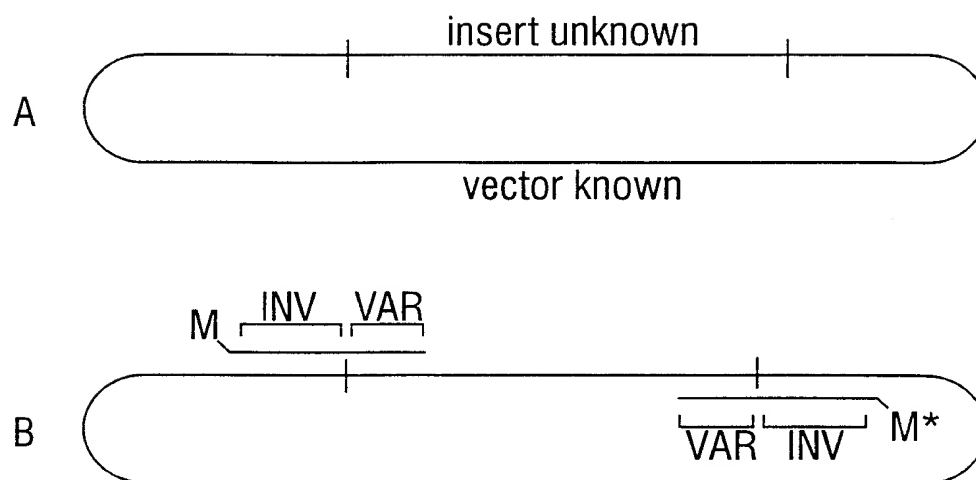 insert unknown
A
vector known
INV VAR
M
B
VAR INV M*